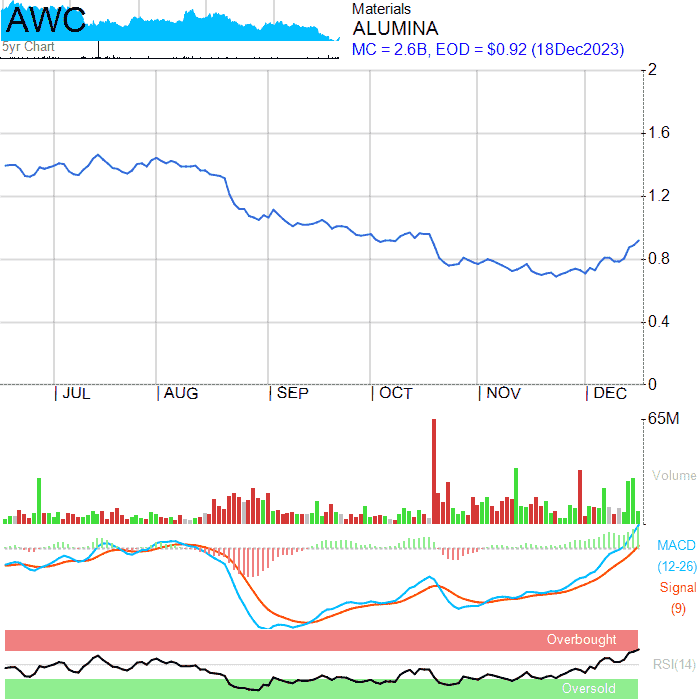 AWC
5yr Chart
Materials
ALUMINA
MC = 2.6B, EOD = $0.92 (18Dec2023)
2
1.6
1.2
0.8
0.4
0
JUL AUG SEP OCT NOV DEC
65M
Volume
MACD
(12-26)
Signal
(9)
Overbought
RSI(14)
Oversold